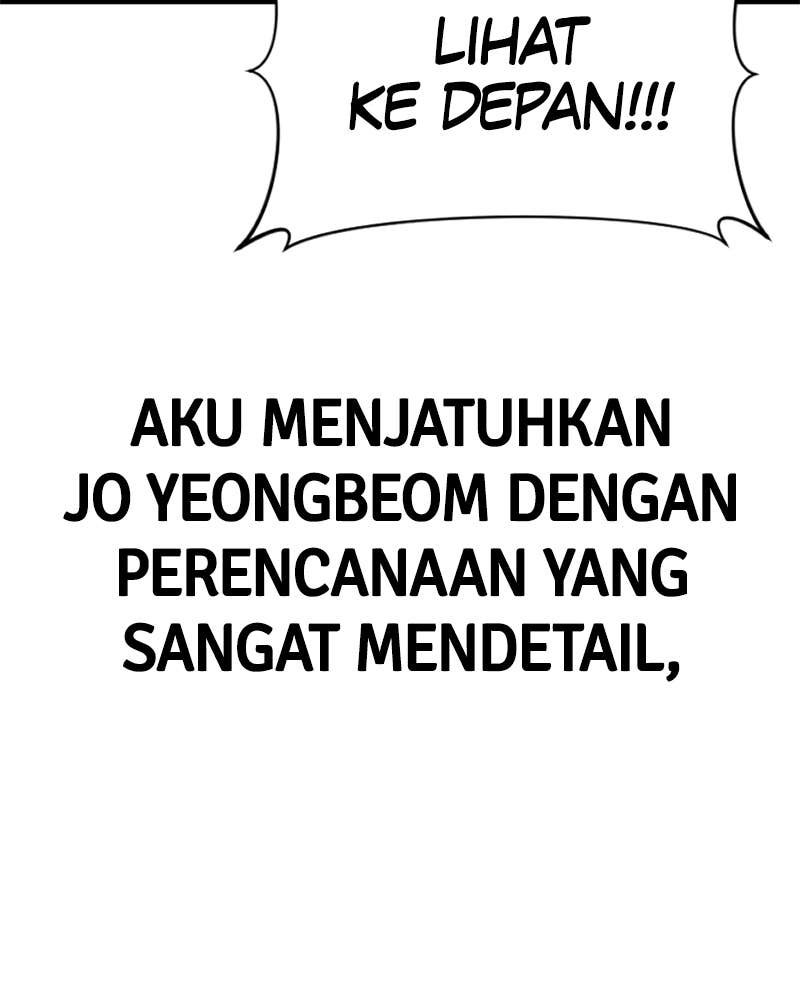 LIHAT
KE DEPAN!!!
AKU MENJATUHKAN
JO YEONGBEOM DENGAN
PERENCANAAN YANG
SANGAT MENDETAIL,